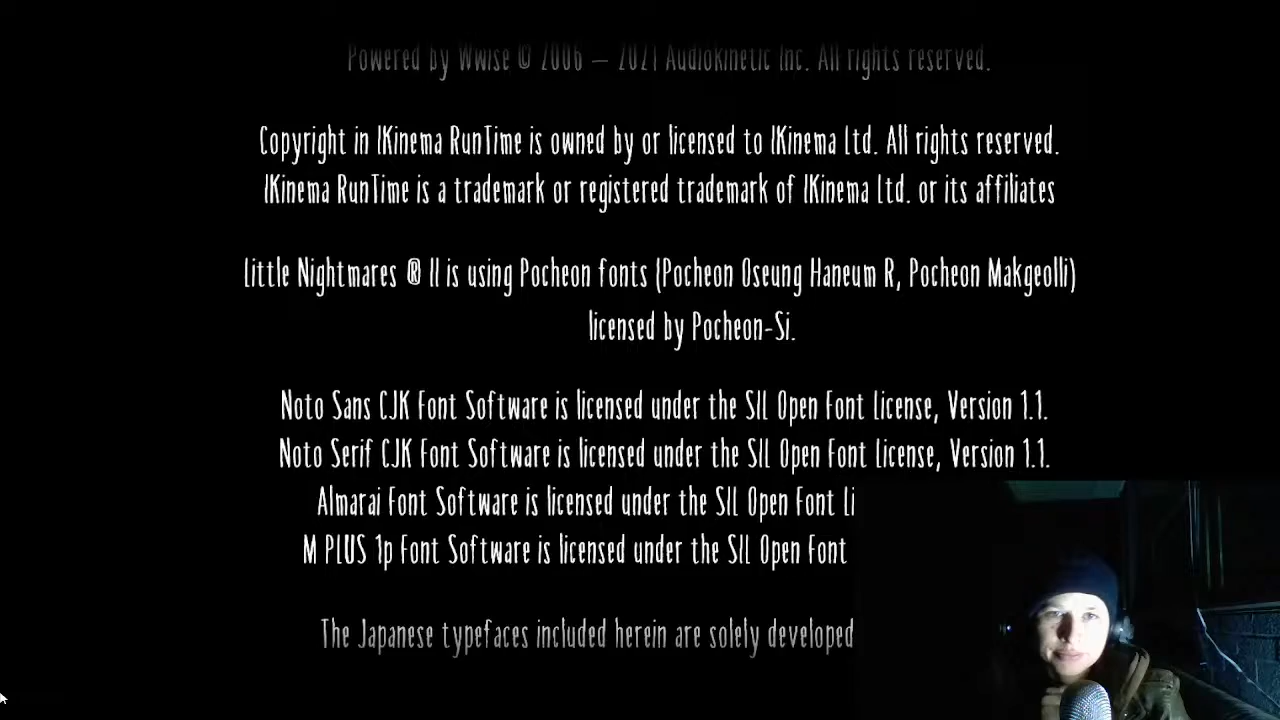 Powered by Wwise © 2006 – 2021 Audiokinetic Inc. All rights reserved.
Copyright in IKinema RunTime is owned by or licensed to IKinema Ltd. All rights reserved.
IKinema RunTime is a trademark or registered trademark of IKinema Ltd. or its affiliates
Little Nightmares ® II is using Pocheon fonts (Pocheon Oseung Haneum R, Pocheon Makgeolli)
licensed by Pocheon-Si.
Noto Sans CJK Font Software is licensed under the SIL Open Font License, Version 1.1.
Noto Serif CJK Font Software is licensed under the SIL Open Font License, Version 1.1.
Almarai Font Software is licensed under the SIL Open Font Li
M PLUS 1p Font Software is licensed under the SIL Open Font
The Japanese typefaces included herein are solely developed